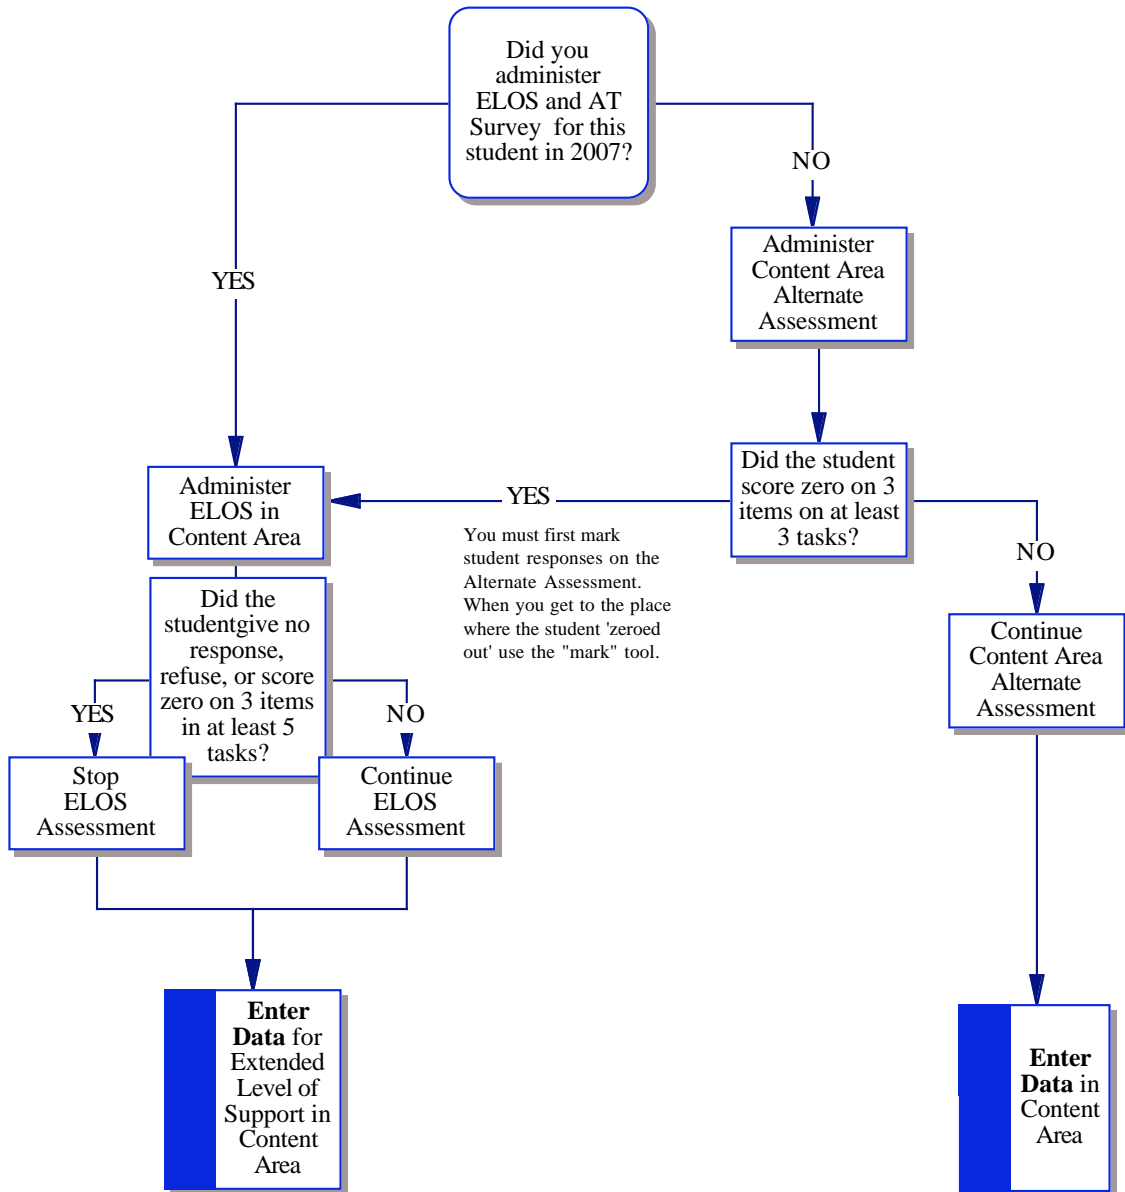 Did you
administer
ELOS and AT
Survey for this
student in 2007?
NO
YES
Administer
Content Area
Alternate
Assessment
Did the student
score zero on 3
items on at least
3 tasks?
YES
NO
You must first mark
student responses on the
Alternate Assessment.
When you get to the place
where the student 'zeroed
out' use the "mark" tool.
Administer
ELOS in
Content Area
Did the
studentgive no
response,
refuse, or score
zero on 3 items
in at least 5
tasks?
YES
NO
Stop
ELOS
Assessment
Continue
ELOS
Assessment
Continue
Content Area
Alternate
Assessment
Enter
Data for
Extended
Level of
Support in
Content
Area
Enter
Data in
Content
Area